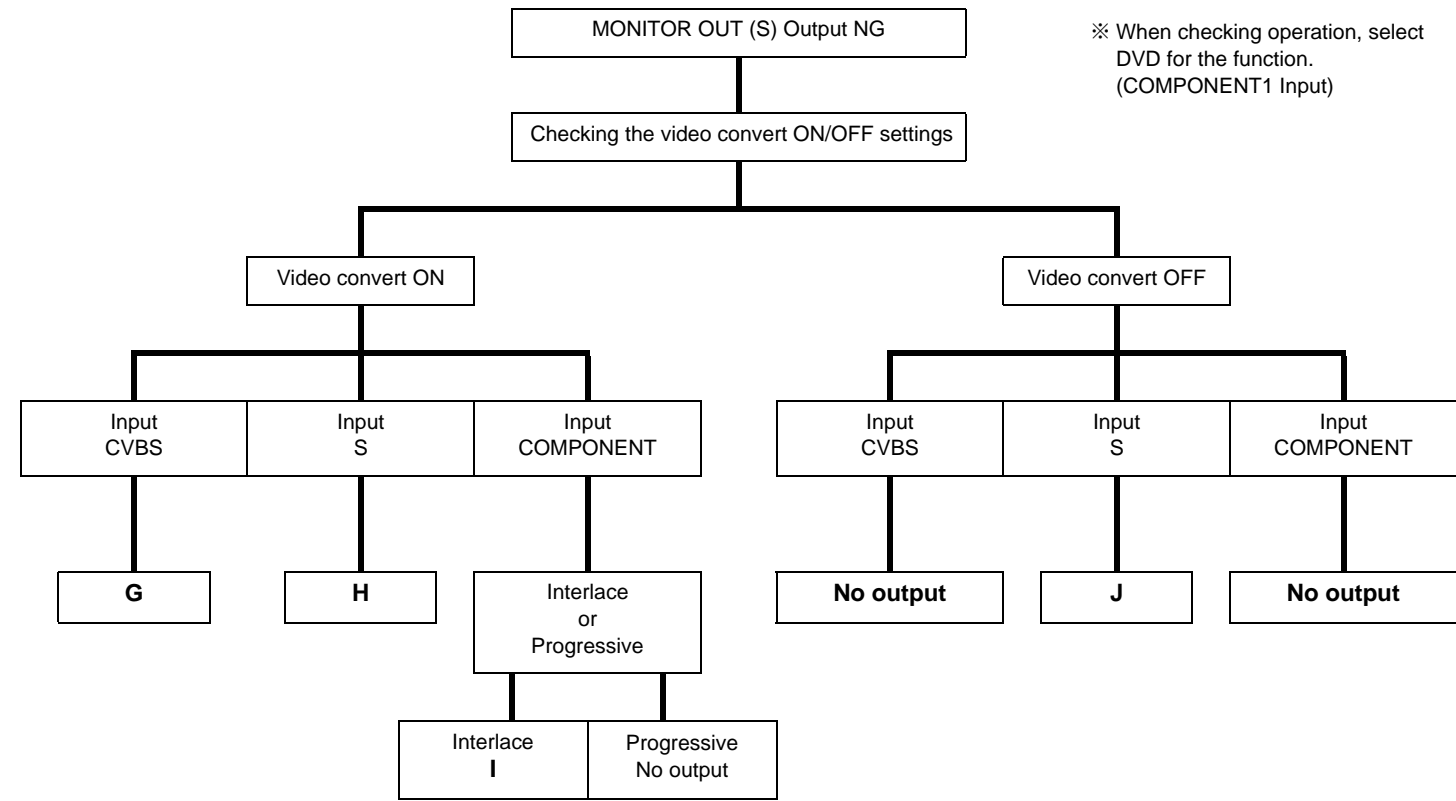 MONITOR OUT (S) Output NG
※ When checking operation, select
DVD for the function.
(COMPONENT1 Input)
Checking the video convert ON/OFF settings
Video convert ON
Video convert OFF
Input
CVBS
Input
S
Input
COMPONENT
Input
CVBS
Input
S
Input
COMPONENT
G
H
Interlace
or
Progressive
No output
J
No output
Interlace
I
Progressive
No output